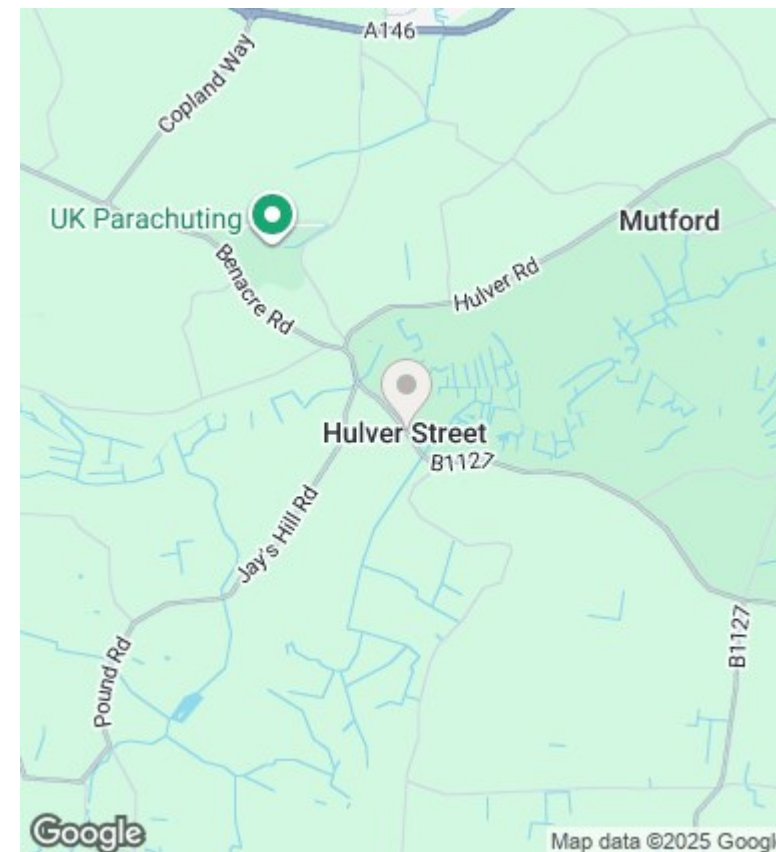 A146
Copland Way
UK Parachuting
Mutford
Benacre Rd
Hulver Rd
Hulver Street
B1127
Jay's Hill Rd
B1127
Pound Rd
Google
Map data ©2025 Google